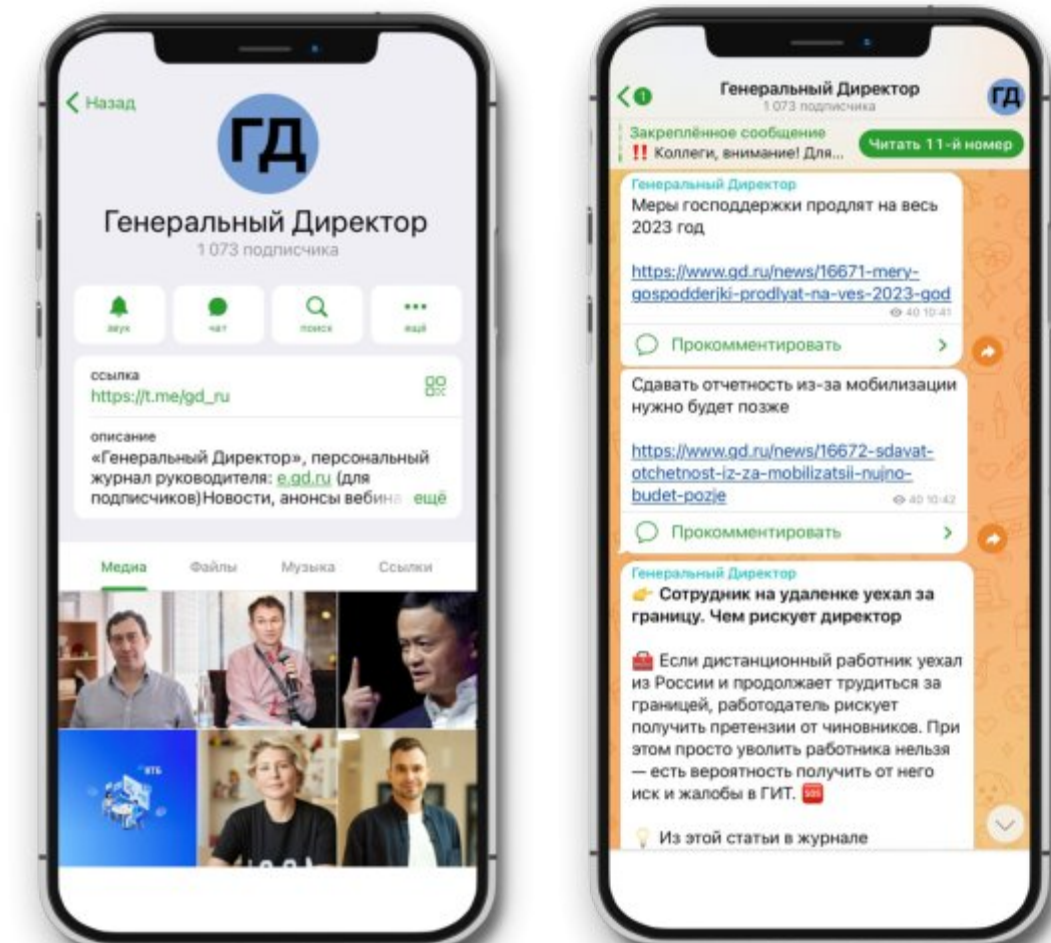 Назад
ГД
Генеральный Директор
1 073 подписчика
звук
чат
поиск
ещё
ссылка
https://t.me/gd_ru
описание
«Генеральный Директор», персональный
журнал руководителя: e.gd.ru (для
подписчиков)Новости, анонсы вебина ещё
Медиа
Файлы
Музыка
Ссылки
ВТБ
1
Генеральный Директор
1 073 подписчика
ГД
Закреплённое сообщение
‼️ Коллеги, внимание! Для...
Читать 11-й номер
Генеральный Директор
Меры господдержки продлят на весь
2023 год
https://www.gd.ru/news/16671-mery-
gospodderjki-prodlyat-na-ves-2023-god
40 10:41
Прокомментировать
Сдавать отчетность из-за мобилизации
нужно будет позже
https://www.gd.ru/news/16672-sdavat-
otchetnost-iz-za-mobilizatsii-nujno-
budet-pozje
40 10:42
Прокомментировать
Генеральный Директор
👉 Сотрудник на удаленке уехал за
границу. Чем рискует директор
🧰 Если дистанционный работник уехал
из России и продолжает трудиться за
границей, работодатель рискует
получить претензии от чиновников. При
этом просто уволить работника нельзя
— есть вероятность получить от него
иск и жалобы в ГИТ. 🆘
💡 Из этой статьи в журнале